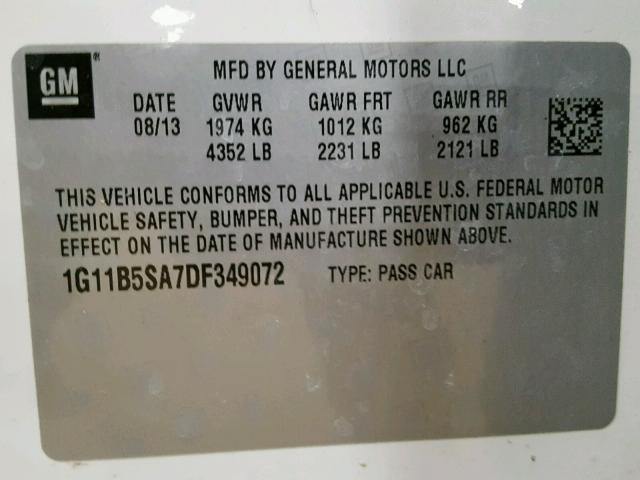 GM®
MFD BY GENERAL MOTORS LLC
DATE GVWR GAWR FRT GAWR RR
08/13 1974 KG 1012 KG 962 KG
4352 LB 2231 LB 2121 LB
THIS VEHICLE CONFORMS TO ALL APPLICABLE U.S. FEDERAL MOTOR
VEHICLE SAFETY, BUMPER, AND THEFT PREVENTION STANDARDS IN
EFFECT ON THE DATE OF MANUFACTURE SHOWN ABOVE.
1G11B5SA7DF349072 TYPE: PASS CAR